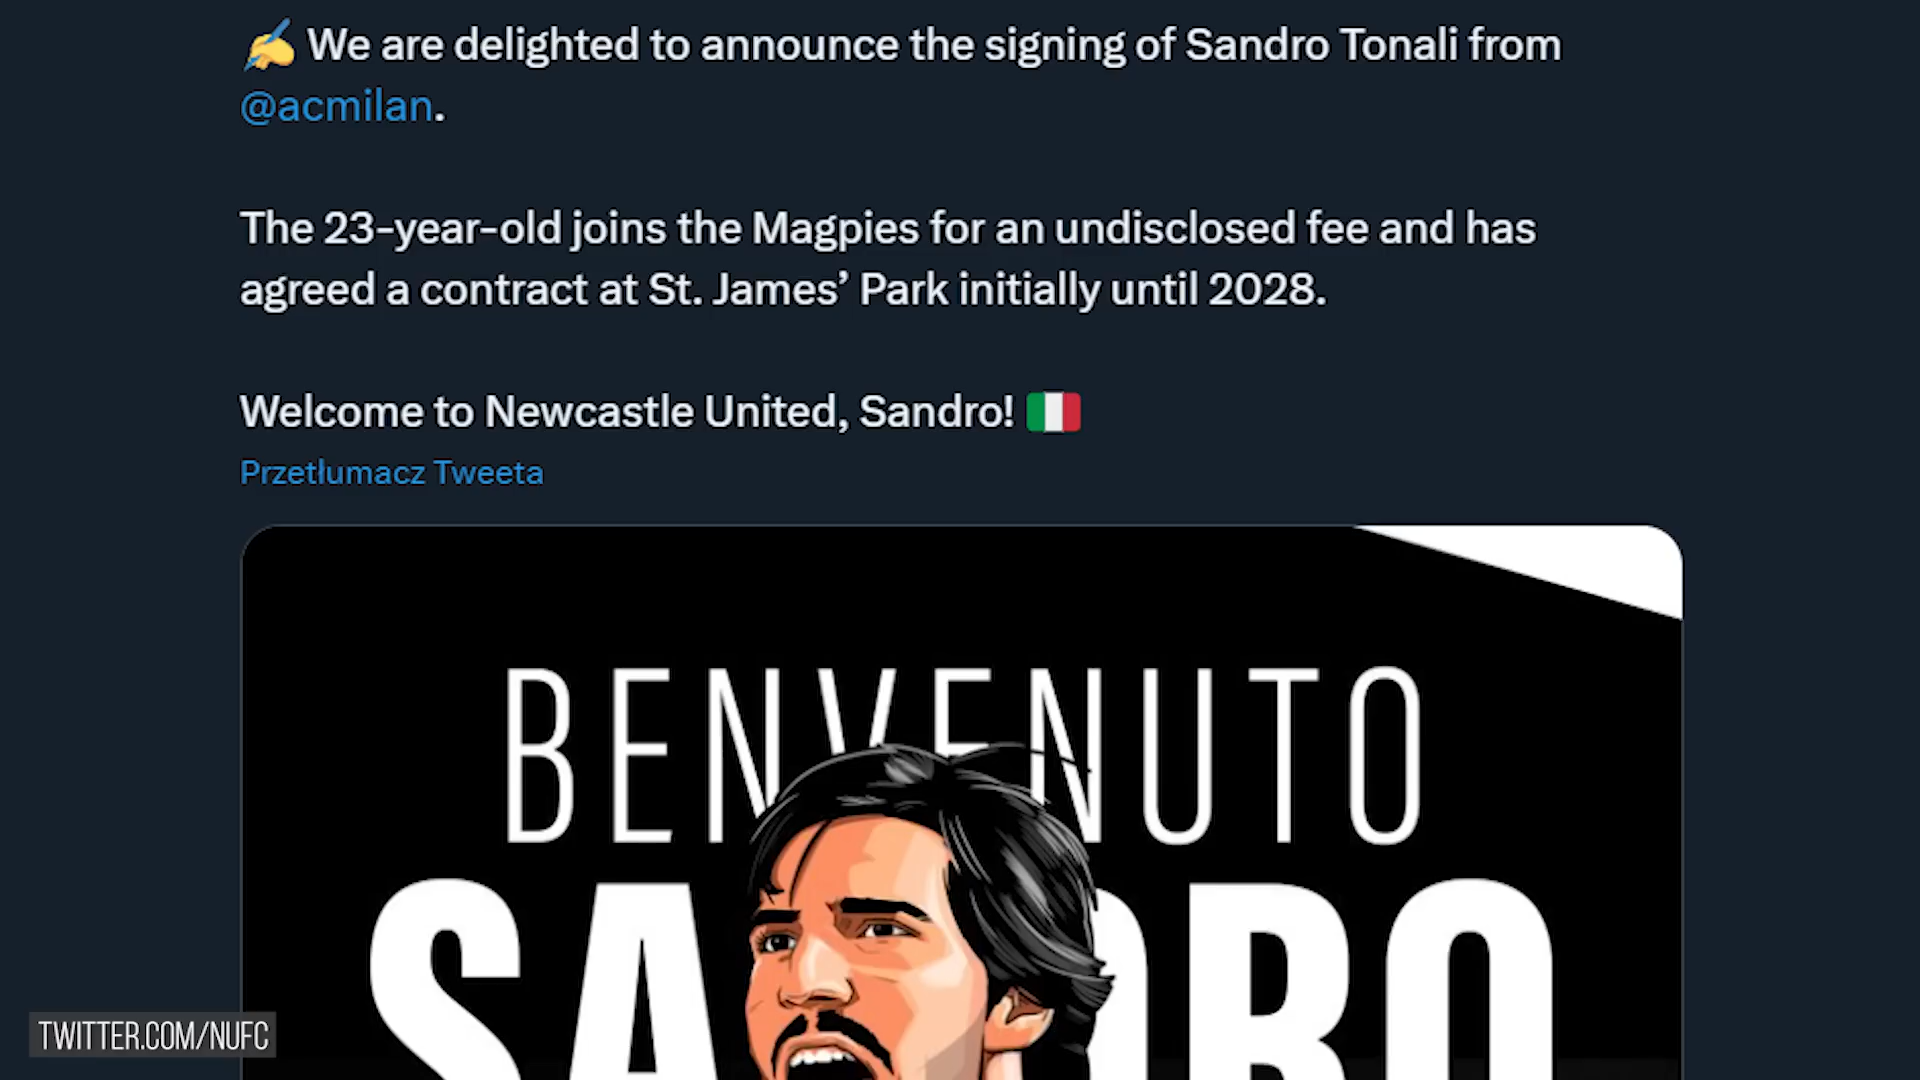 ✍️ We are delighted to announce the signing of Sandro Tonali from
@acmilan.
The 23-year-old joins the Magpies for an undisclosed fee and has
agreed a contract at St. James’ Park initially until 2028.
Welcome to Newcastle United, Sandro! 🇮🇹
Przetłumacz Tweeta
BENVENUTO
SANDRO
TWITTER.COM/NUFC